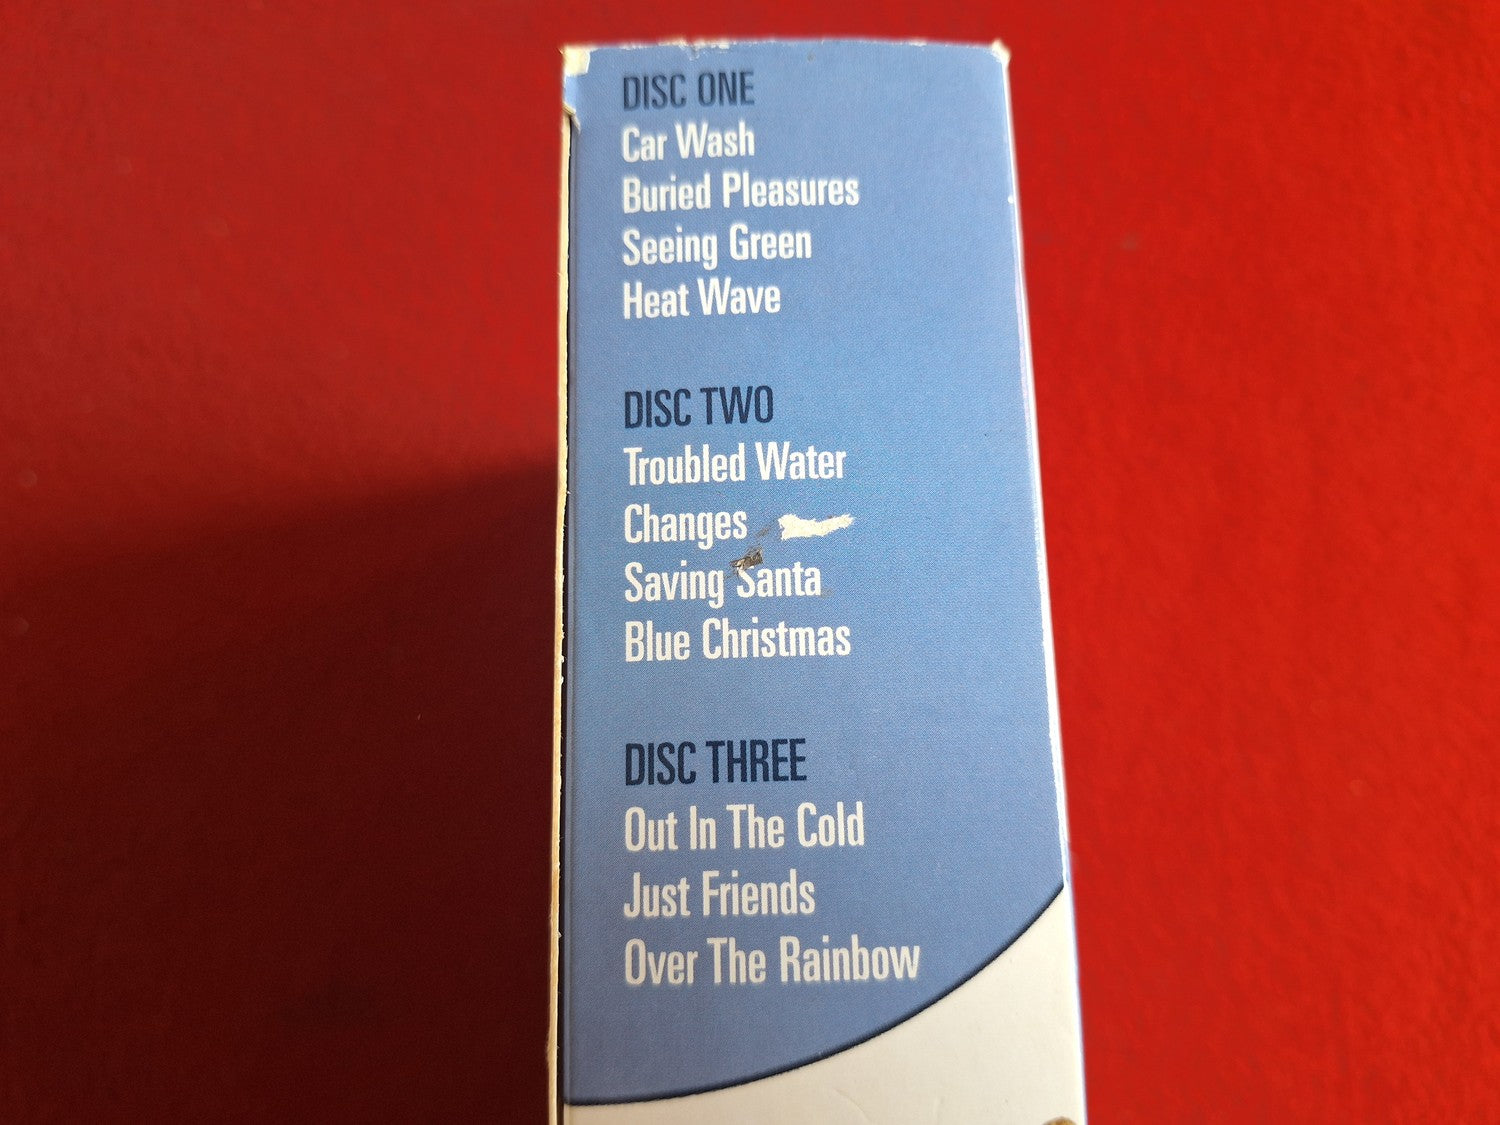 DISC ONE
Car Wash
Buried Pleasures
Seeing Green
Heat Wave
DISC TWO
Troubled Water
Changes
Saving Santa
Blue Christmas
DISC THREE
Out In The Cold
Just Friends
Over The Rainbow